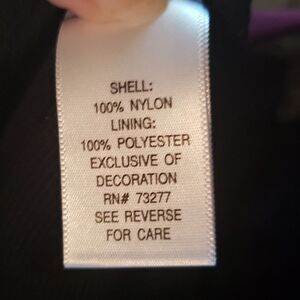 SHELL:
100% NYLON
LINING:
100% POLYESTER
EXCLUSIVE OF
DECORATION
RN# 73277
SEE REVERSE
FOR CARE